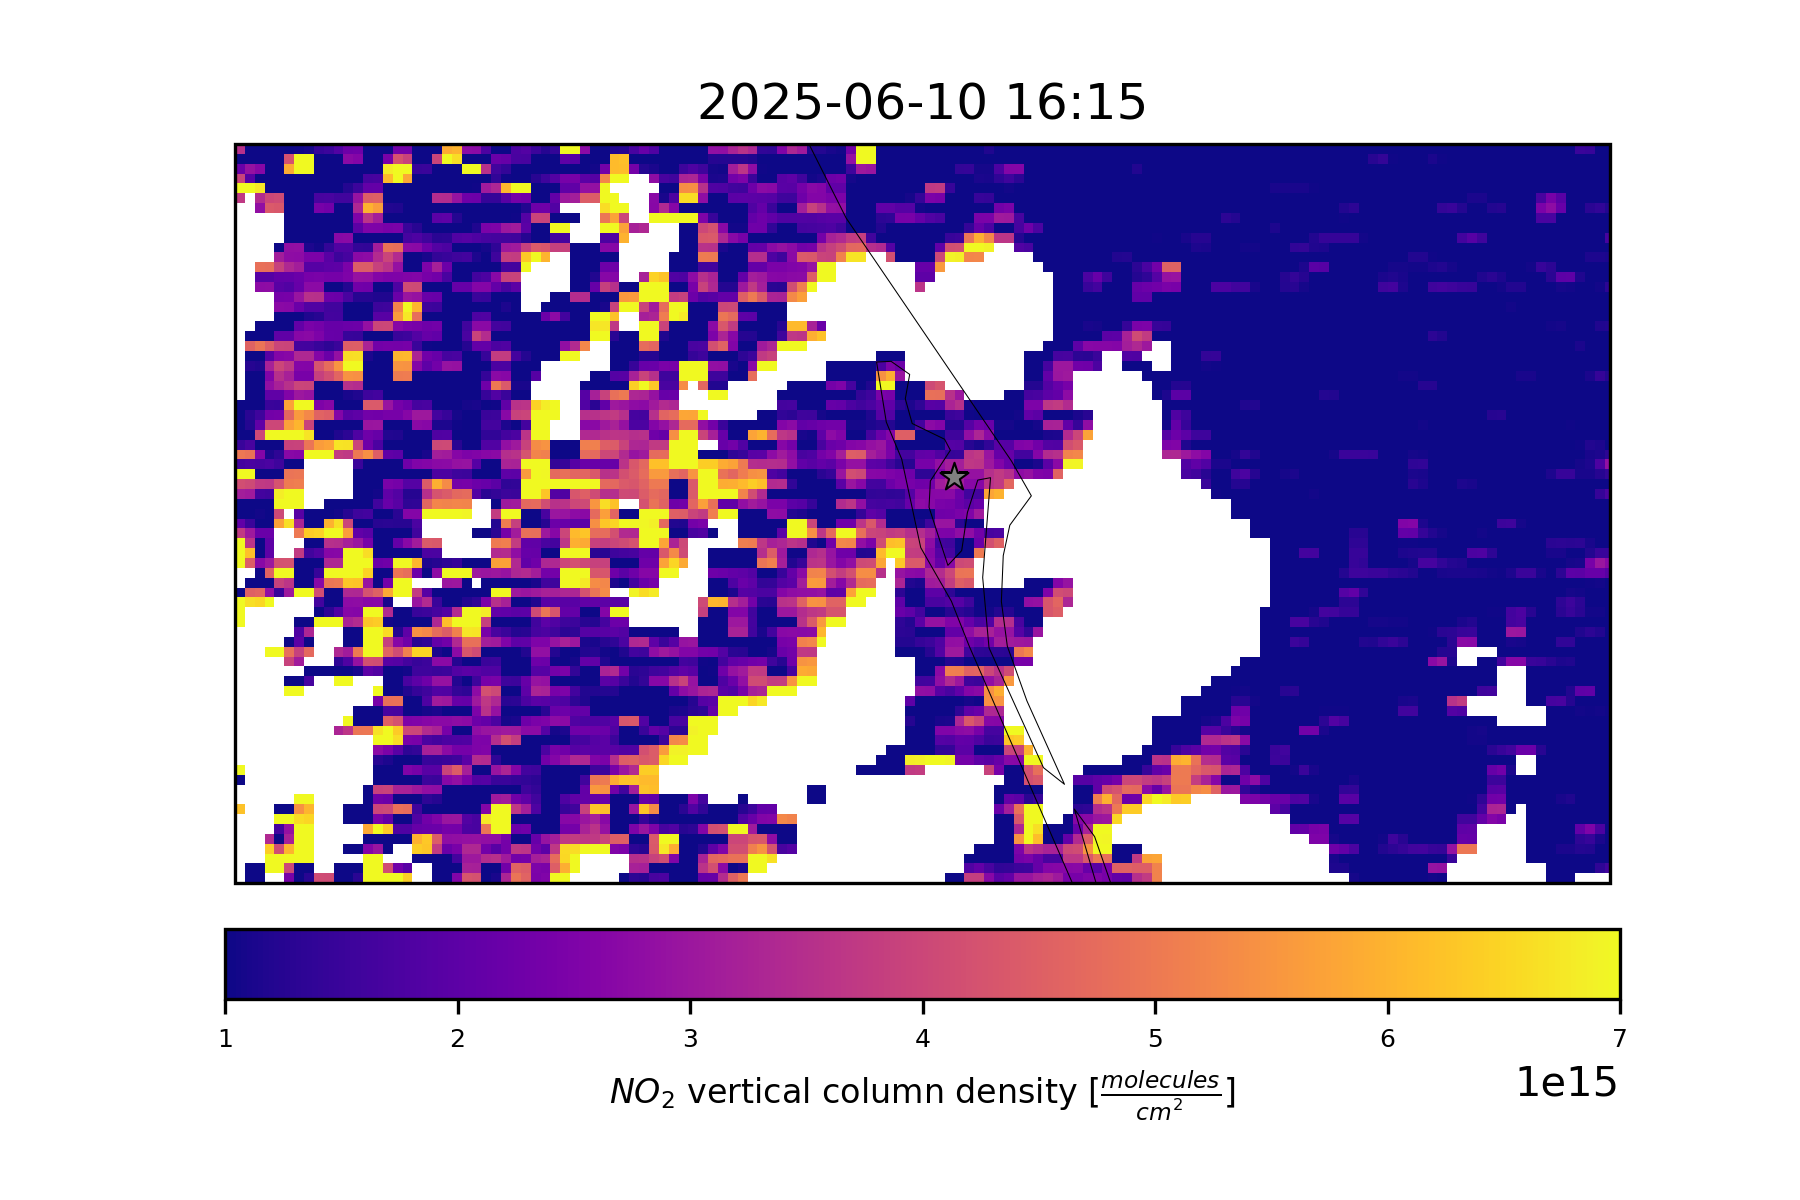 2025-06-10 16:15
1 2 3 4 5 6 7
1e15
NO₂ vertical column density [molecules/cm²]